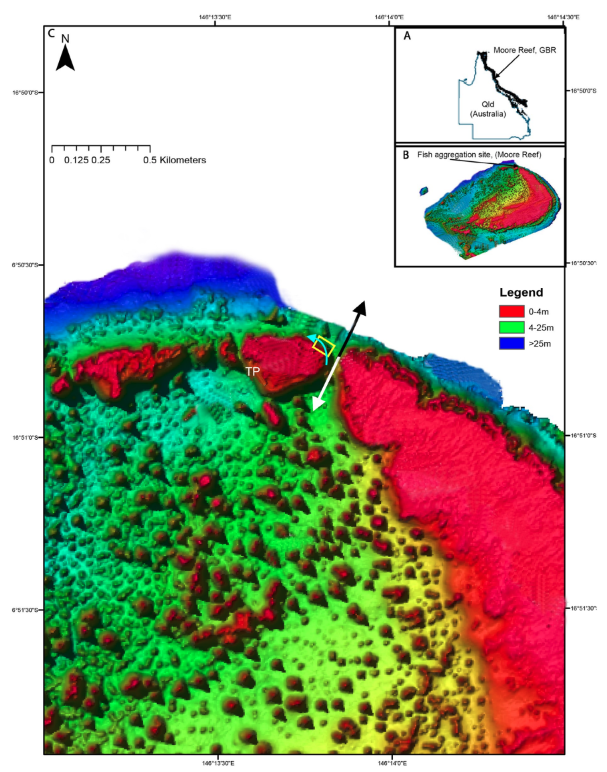 146°13'30"E
146°14'0"E
146°14'30"E
C
N
A
Moore Reef, GBR
Qld
(Australia)
16°50'0"S
16°50'0"S
0 0.125 0.25 0.5 Kilometers
B
Fish aggregation site, (Moore Reef)
6°50'30"S
16°50'30"S
Legend
0-4m
4-25m
>25m
TP
16°51'0"S
16°51'0"S
6°51'30"S
16°51'30"S
146°13'30"E
146°14'0"E